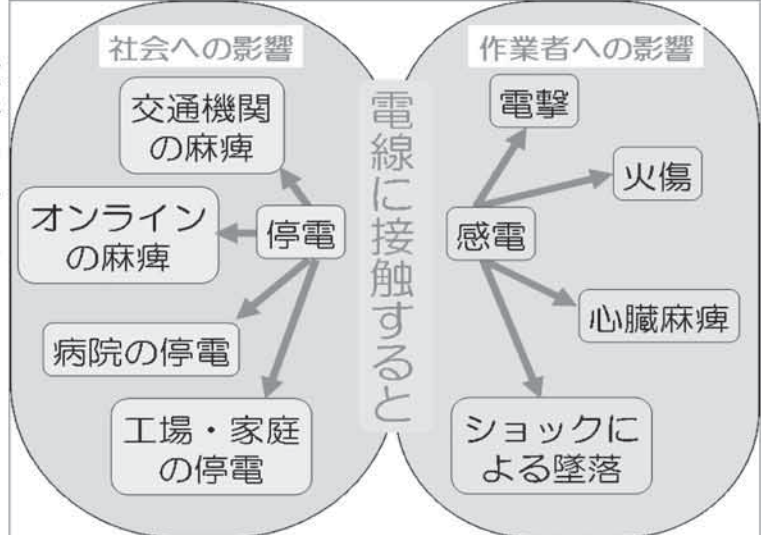 電線に接触すると
社会への影響
停電
交通機関
の麻痺
オンライン
の麻痺
病院の停電
工場・家庭
の停電
作業者への影響
感電
電撃
火傷
心臓麻痺
ショックに
よる墜落